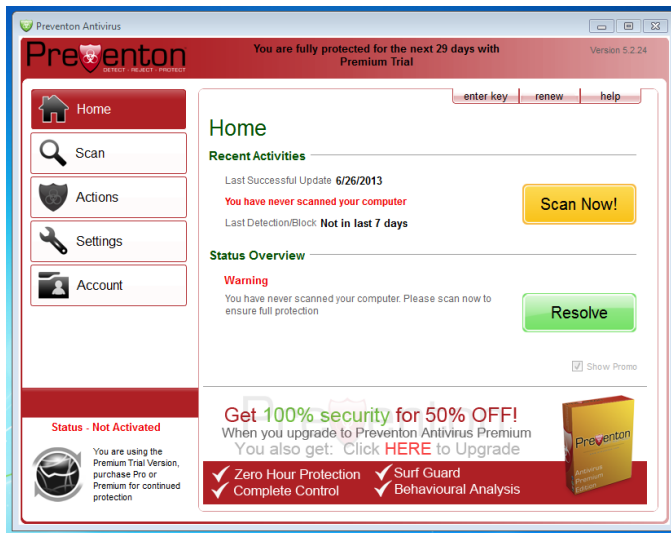 Preventon Antivirus
Preventon
DETECT - REJECT - PROTECT
You are fully protected for the next 29 days with
Premium Trial
Version 5.2.24
enter key
renew
help
Home
Scan
Actions
Settings
Account
Home
Recent Activities
Last Successful Update 6/26/2013
You have never scanned your computer
Last Detection/Block Not in last 7 days
Scan Now!
Status Overview
Warning
You have never scanned your computer. Please scan now to
ensure full protection
Resolve
Show Promo
Status - Not Activated
You are using the
Premium Trial Version,
purchase Pro or
Premium for continued
protection
Preventon
Get 100% security for 50% OFF!
When you upgrade to Preventon Antivirus Premium
You also get: Click HERE to Upgrade
Zero Hour Protection
Surf Guard
Complete Control
Behavioural Analysis
Preventon
Antivirus
Premium
Edition